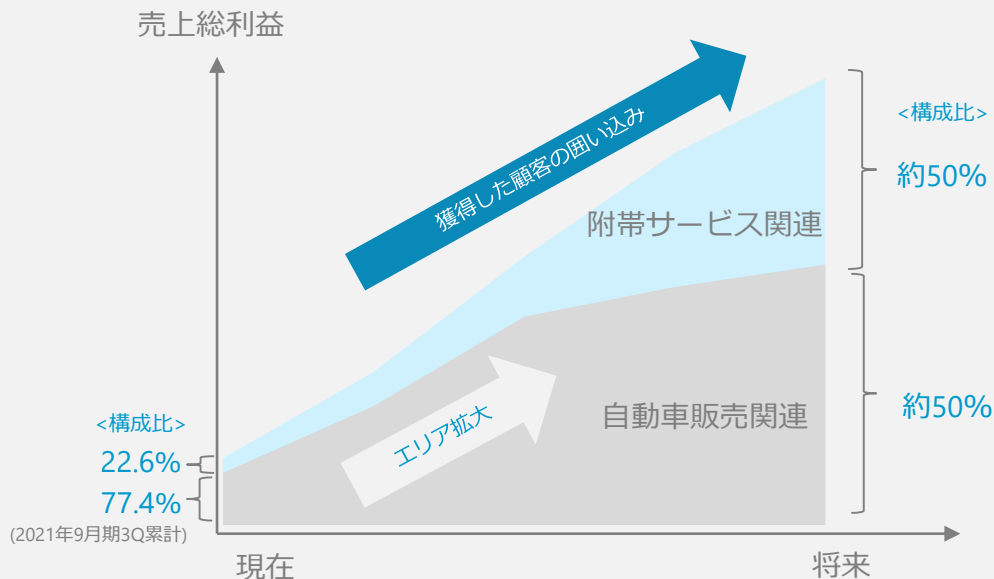 売上総利益
獲得した顧客の囲い込み
<構成比>
約50%
附帯サービス関連
エリア拡大
自動車販売関連
約50%
<構成比>
22.6%
77.4%
(2021年9月期3Q累計)
現在
将来